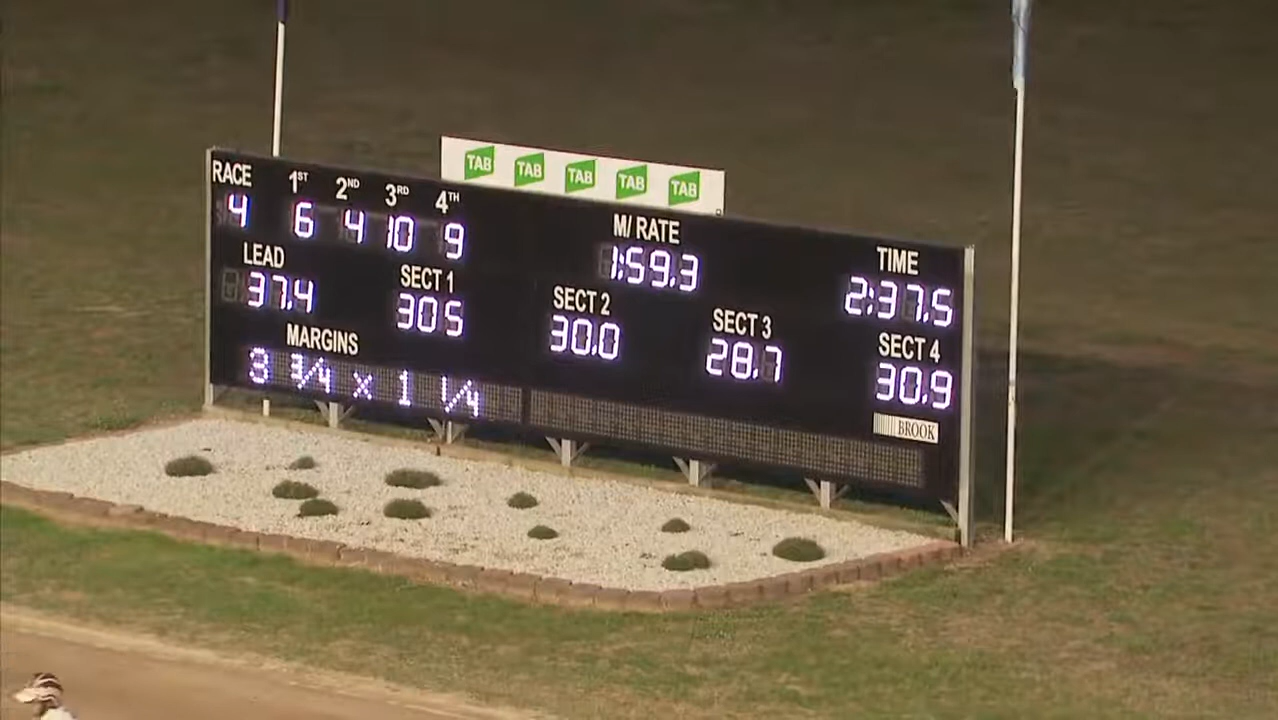 TAB TAB TAB TAB TAB
RACE 1ST 2ND 3RD 4TH
4 6 4 10 9
M/ RATE
1:59.3
TIME
2:37.5
LEAD
37.4
SECT 1
30.5
SECT 2
30.0
SECT 3
28.7
SECT 4
30.9
MARGINS
3 3/4 x 1 1/4
BROOK